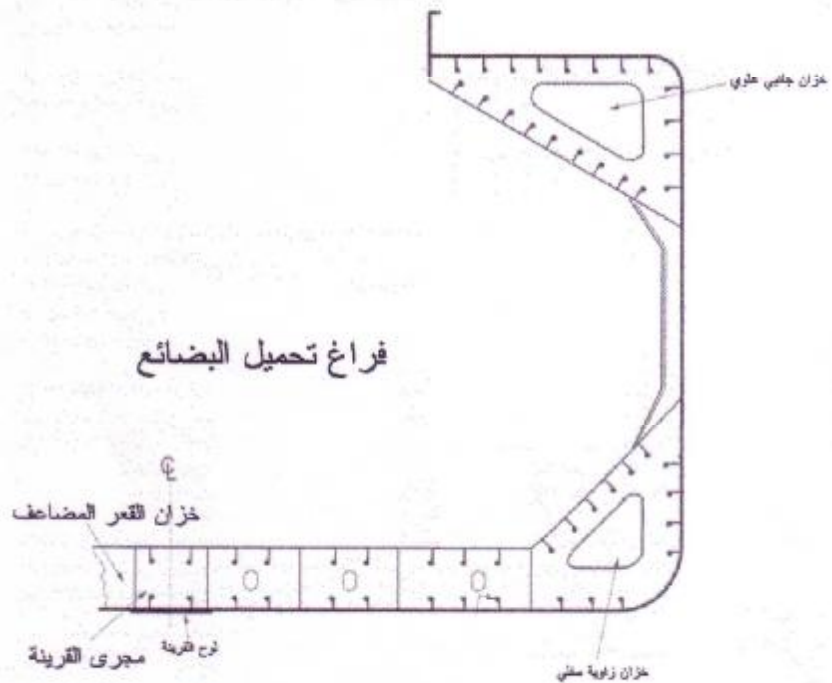 خزان جانبي علوي
فراغ تحميل البضائع
℄
خزان القعر المضاعف
مجرى القرينة
لوح القرينة
خزان زاوية سفلي